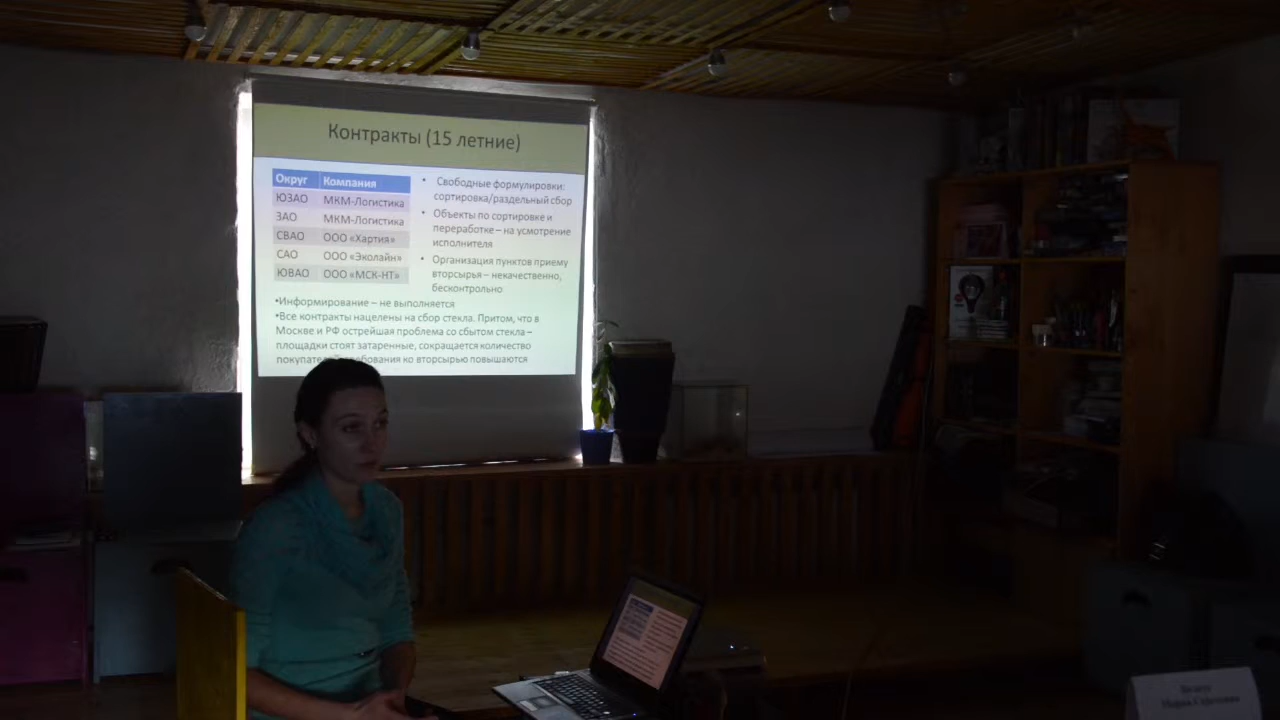 Контракты (15 летние)
Округ Компания
ЮЗАО МКМ-Логистика
ЗАО МКМ-Логистика
СВАО ООО «Хартия»
САО ООО «Эколайн»
ЮВАО ООО «МСК-НТ»
• Свободные формулировки:
сортировка/раздельный сбор
• Объекты по сортировке и
переработке – на усмотрение
исполнителя
• Организация пунктов приему
вторсырья – некачественно,
бесконтрольно
•Информирование – не выполняется
•Все контракты нацелены на сбор стекла. Притом, что в
Москве и РФ острейшая проблема со сбытом стекла –
площадки стоят затаренные, сокращается количество
ко вторсырью повышаются